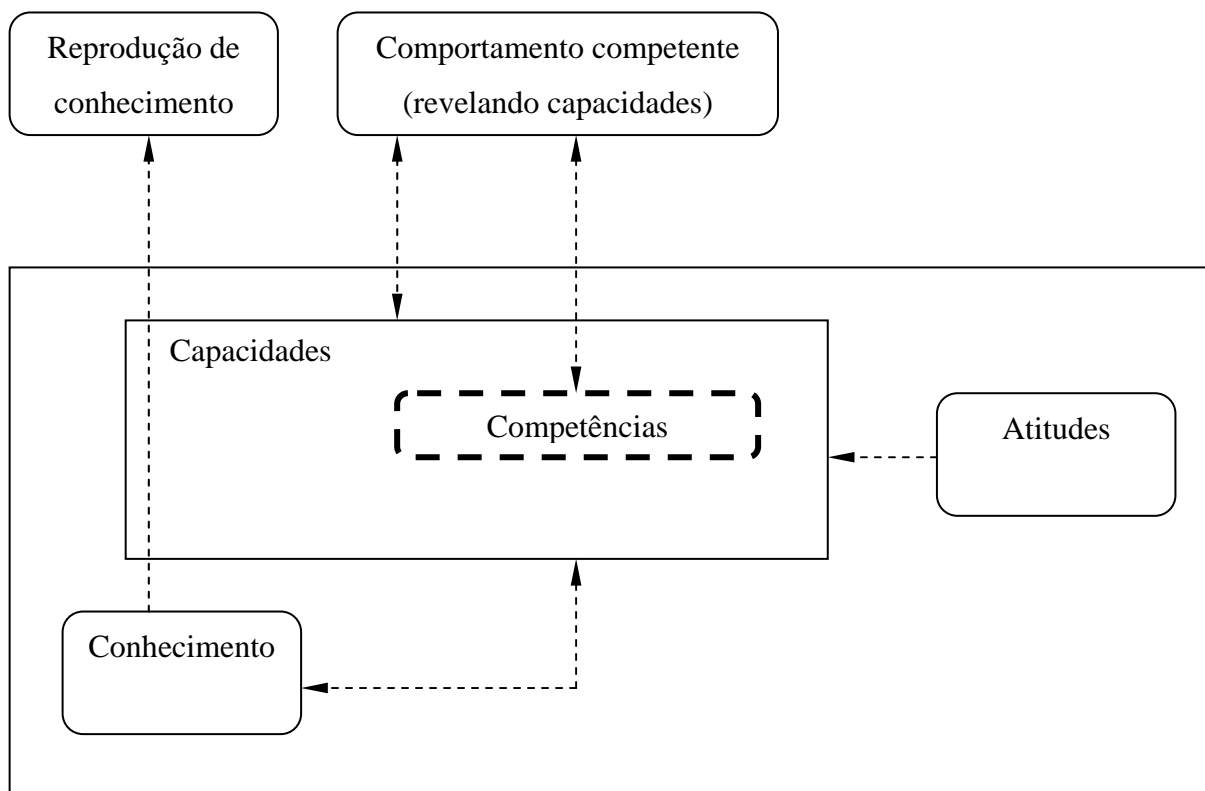 Reprodução de
conhecimento
Comportamento competente
(revelando capacidades)
Capacidades
Competências
Atitudes
Conhecimento